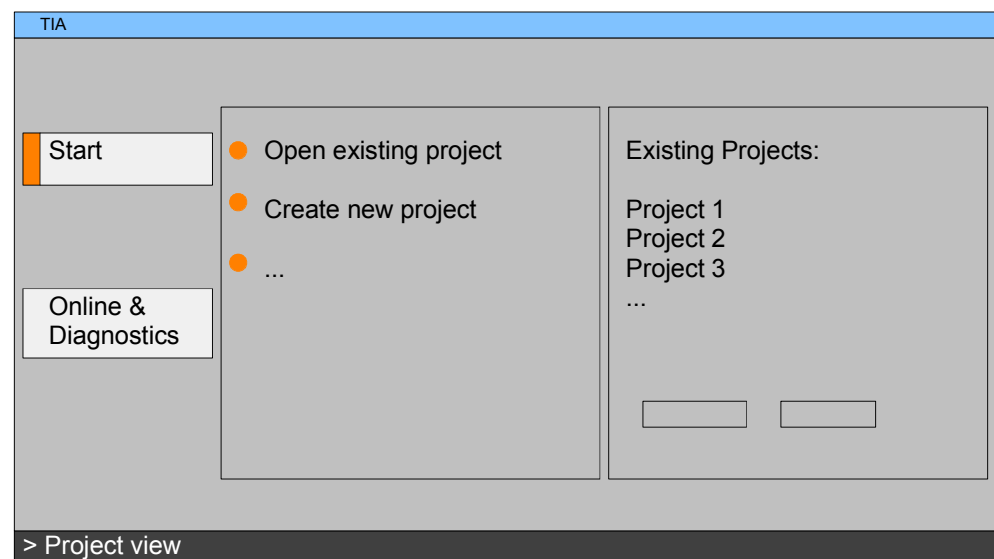 TIA
Start
Online &
Diagnostics
Open existing project
Create new project
...
Existing Projects:
Project 1
Project 2
Project 3
...
> Project view